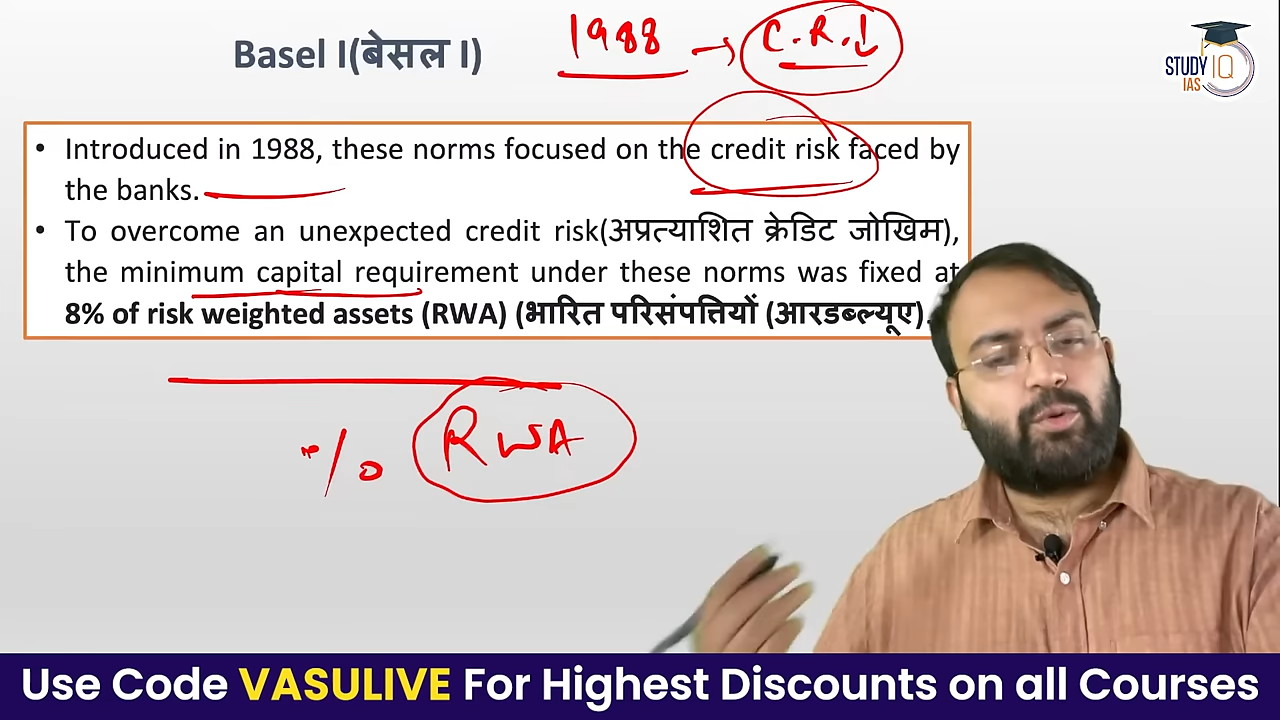 Basel I(बेसल I)
1988 → C.R.↓
STUDY IQ
IAS
• Introduced in 1988, these norms focused on the credit risk faced by
the banks.
• To overcome an unexpected credit risk(अप्रत्याशित क्रेडिट जोखिम),
the minimum capital requirement under these norms was fixed at
8% of risk weighted assets (RWA) (भारित परिसंपत्तियों (आरडब्ल्यूए).
% RWA
Use Code VASULIVE For Highest Discounts on all Courses